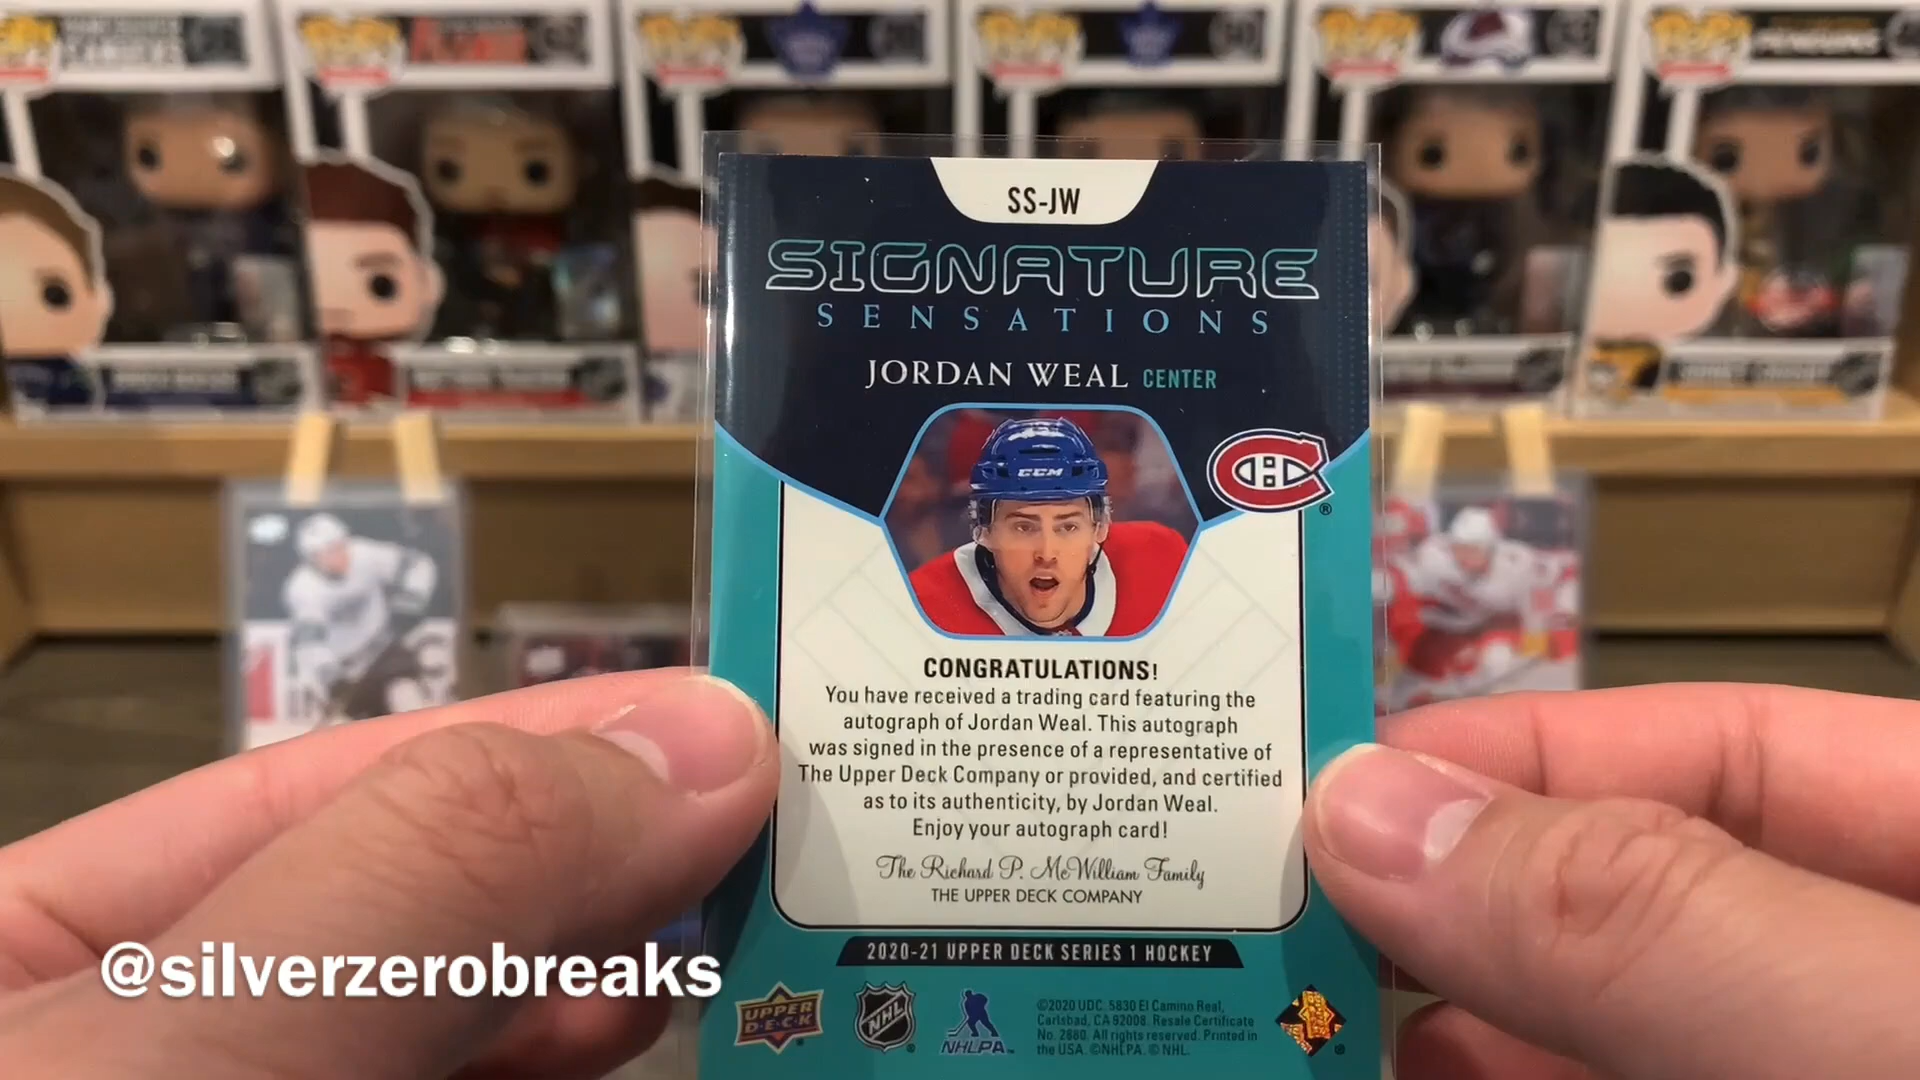 SS-JW
SIGNATURE
SENSATIONS
JORDAN WEAL CENTER
CCM
CONGRATULATIONS!
You have received a trading card featuring the
autograph of Jordan Weal. This autograph
was signed in the presence of a representative of
The Upper Deck Company or provided, and certified
as to its authenticity, by Jordan Weal.
Enjoy your autograph card!
The Richard P. McWilliam Family
THE UPPER DECK COMPANY
2020-21 UPPER DECK SERIES 1 HOCKEY
UPPER
DECK
NHL
NHLPA
©2020 UDC. 5830 El Camino Real,
Carlsbad, CA 92008. Resale Certificate
No. 2880. All rights reserved. Printed in
the USA. ©NHLPA. © NHL.
@silverzerobreaks